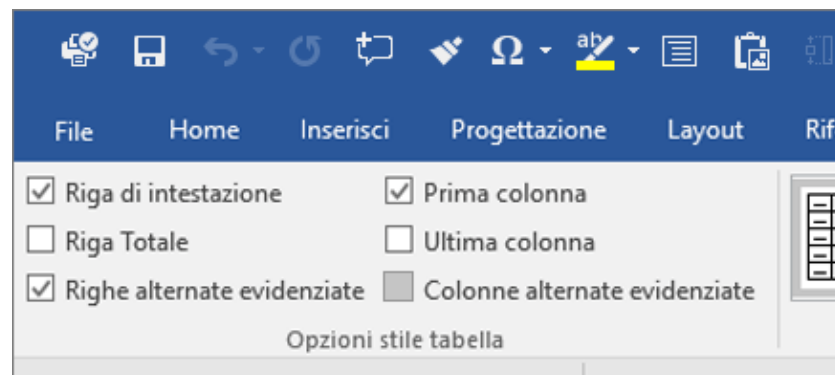 File Home Inserisci Progettazione Layout Rif
Riga di intestazione Prima colonna
Riga Totale Ultima colonna
Righe alternate evidenziate Colonne alternate evidenziate
Opzioni stile tabella